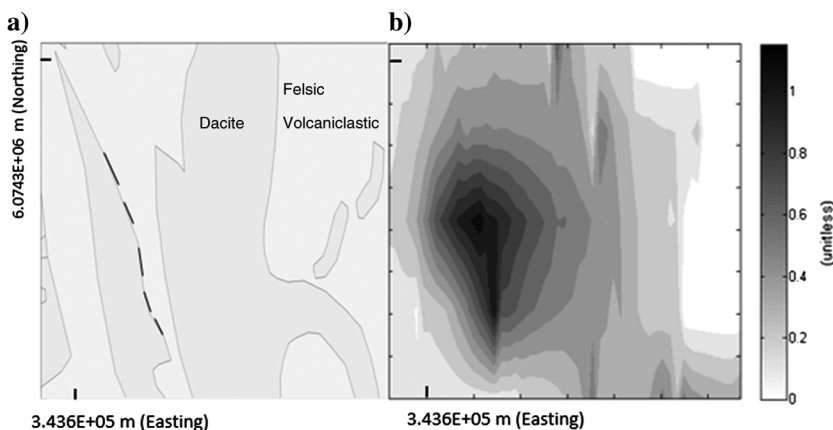 a)
b)
6.0743E+06 m (Northing)
Felsic
Dacite
Volcaniclastic
3.436E+05 m (Easting)
3.436E+05 m (Easting)
1
0.8
0.6
0.4
0.2
0
(unitless)